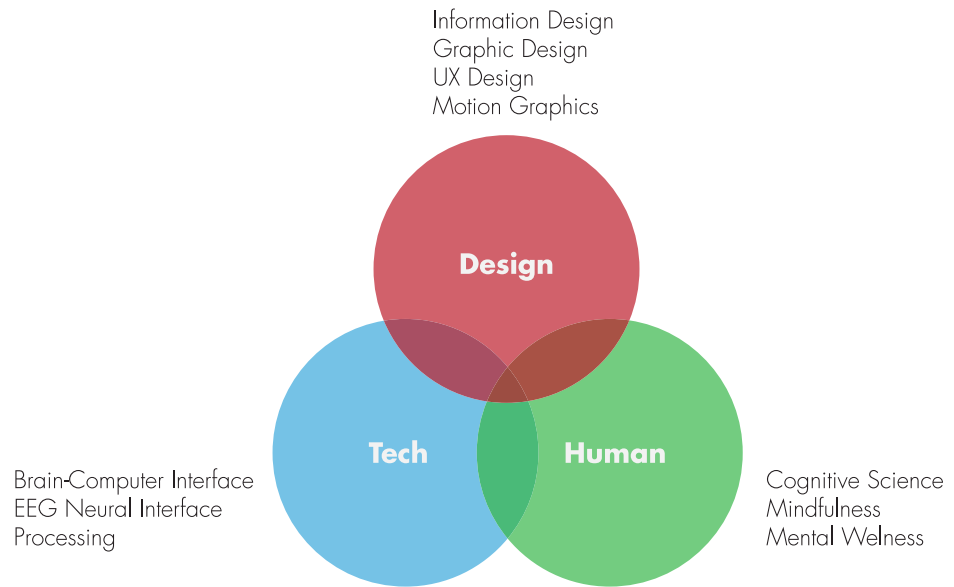 Information Design
Graphic Design
UX Design
Motion Graphics
Design
Tech
Human
Brain-Computer Interface
EEG Neural Interface
Processing
Cognitive Science
Mindfulness
Mental Welness